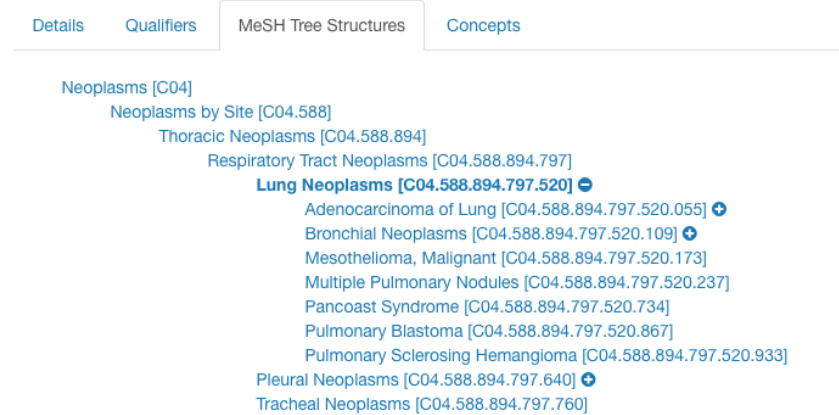 Details Qualifiers MeSH Tree Structures Concepts
Neoplasms [C04]
Neoplasms by Site [C04.588]
Thoracic Neoplasms [C04.588.894]
Respiratory Tract Neoplasms [C04.588.894.797]
Lung Neoplasms [C04.588.894.797.520]
Adenocarcinoma of Lung [C04.588.894.797.520.055]
Bronchial Neoplasms [C04.588.894.797.520.109]
Mesothelioma, Malignant [C04.588.894.797.520.173]
Multiple Pulmonary Nodules [C04.588.894.797.520.237]
Pancoast Syndrome [C04.588.894.797.520.734]
Pulmonary Blastoma [C04.588.894.797.520.867]
Pulmonary Sclerosing Hemangioma [C04.588.894.797.520.933]
Pleural Neoplasms [C04.588.894.797.640]
Tracheal Neoplasms [C04.588.894.797.760]